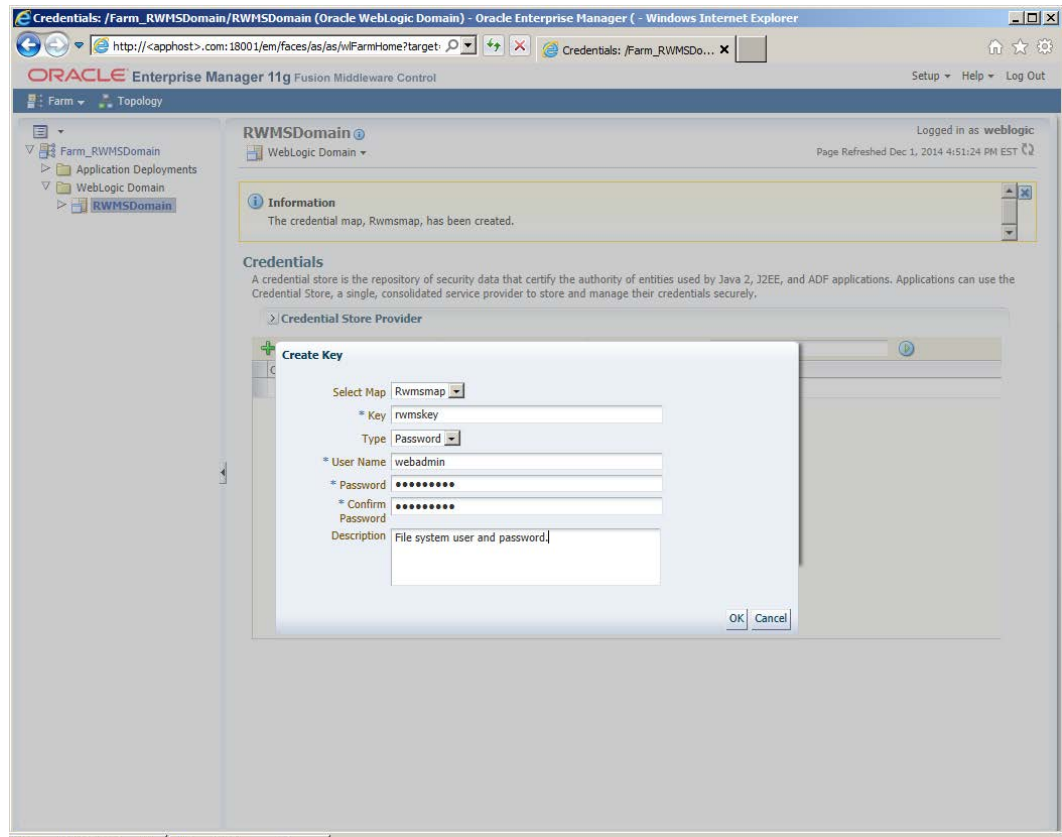 Credentials: /Farm_RWMSDomain/RWMSDomain (Oracle WebLogic Domain) - Oracle Enterprise Manager ( - Windows Internet Explorer
http://<apphost>.com:18001/em/faces/as/as/wlFarmHome?target:
Credentials: /Farm_RWMSDo...
ORACLE Enterprise Manager 11g Fusion Middleware Control
Setup Help Log Out
Farm Topology
Farm_RWMSDomain
Application Deployments
WebLogic Domain
RWMSDomain
RWMSDomain
Logged in as weblogic
WebLogic Domain
Page Refreshed Dec 1, 2014 4:51:24 PM EST
Information
The credential map, Rwmsmap, has been created.
Credentials
A credential store is the repository of security data that certify the authority of entities used by Java 2, J2EE, and ADF applications. Applications can use the
Credential Store, a single, consolidated service provider to store and manage their credentials securely.
Credential Store Provider
C
Create Key
Select Map Rwmsmap
* Key rwmskey
Type Password
* User Name webadmin
* Password •••••••••
* Confirm •••••••••
Password
Description File system user and password.
OK Cancel